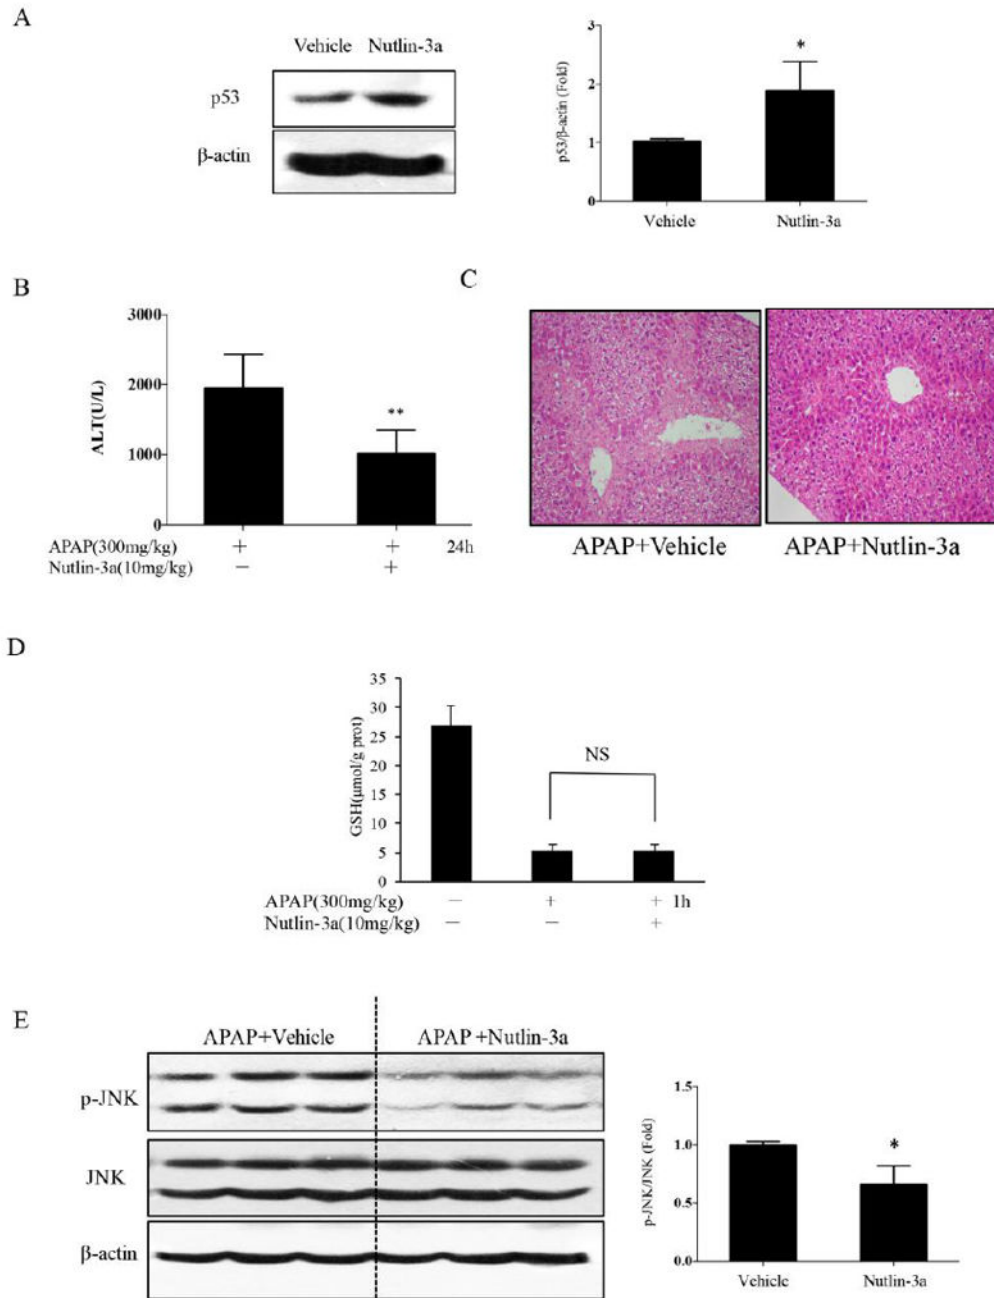 A
Vehicle Nutlin-3a
p53
β-actin
p53/β-actin (Fold)
3
2
1
0
*
Vehicle Nutlin-3a
B
ALT(U/L)
3000
2000
1000
0
**
APAP(300mg/kg) + + 24h
Nutlin-3a(10mg/kg) − +
C
APAP+Vehicle APAP+Nutlin-3a
D
GSH(μmol/g prot)
35
30
25
20
15
10
5
0
NS
APAP(300mg/kg) − + + 1h
Nutlin-3a(10mg/kg) − − +
E
APAP+Vehicle APAP+Nutlin-3a
p-JNK
JNK
β-actin
p-JNK/JNK (Fold)
1.5
1.0
0.5
0.0
*
Vehicle Nutlin-3a